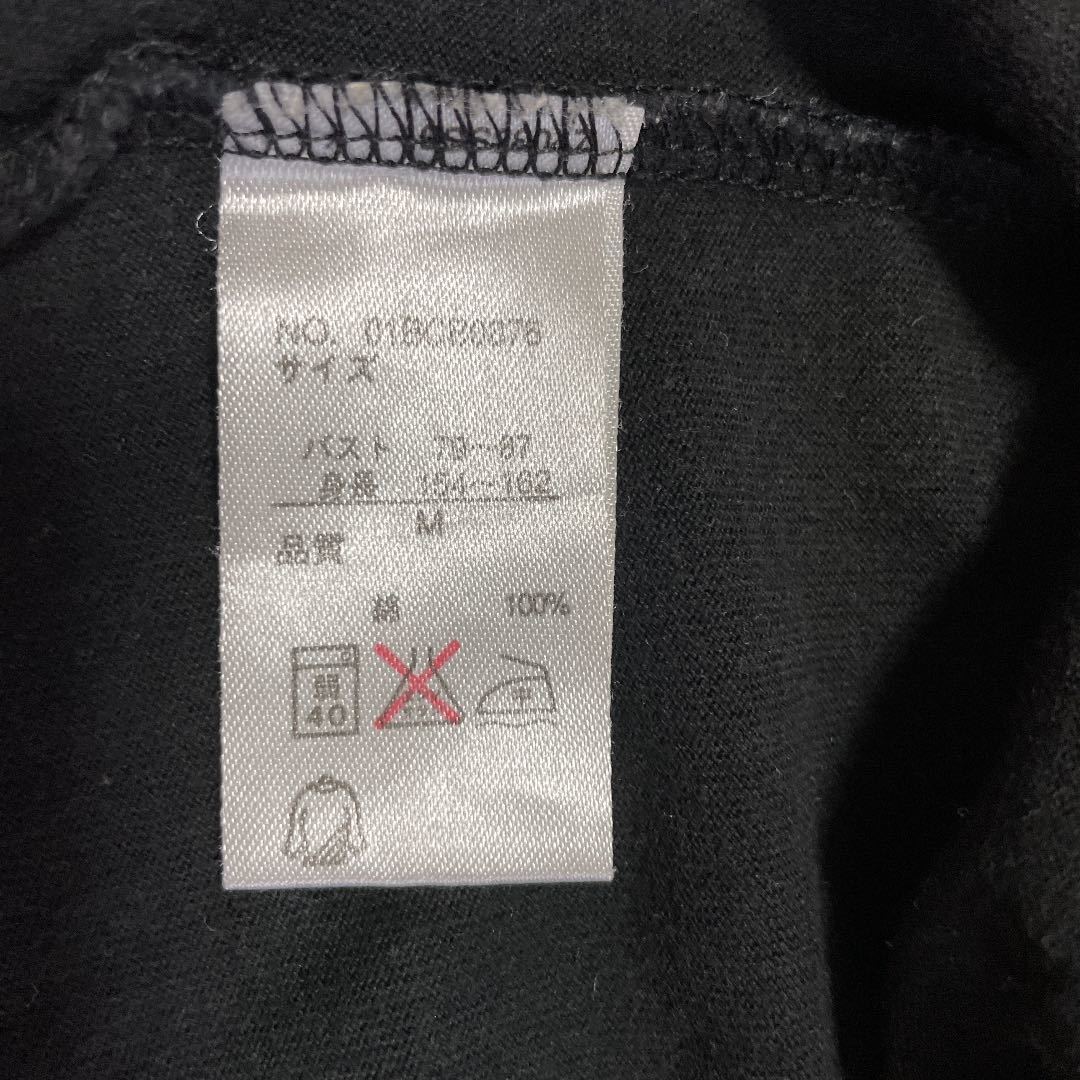 NO. 01BCB0376
サイズ
バスト 79〜87
身長 154〜162
M
品質
綿 100%
弱
40
中